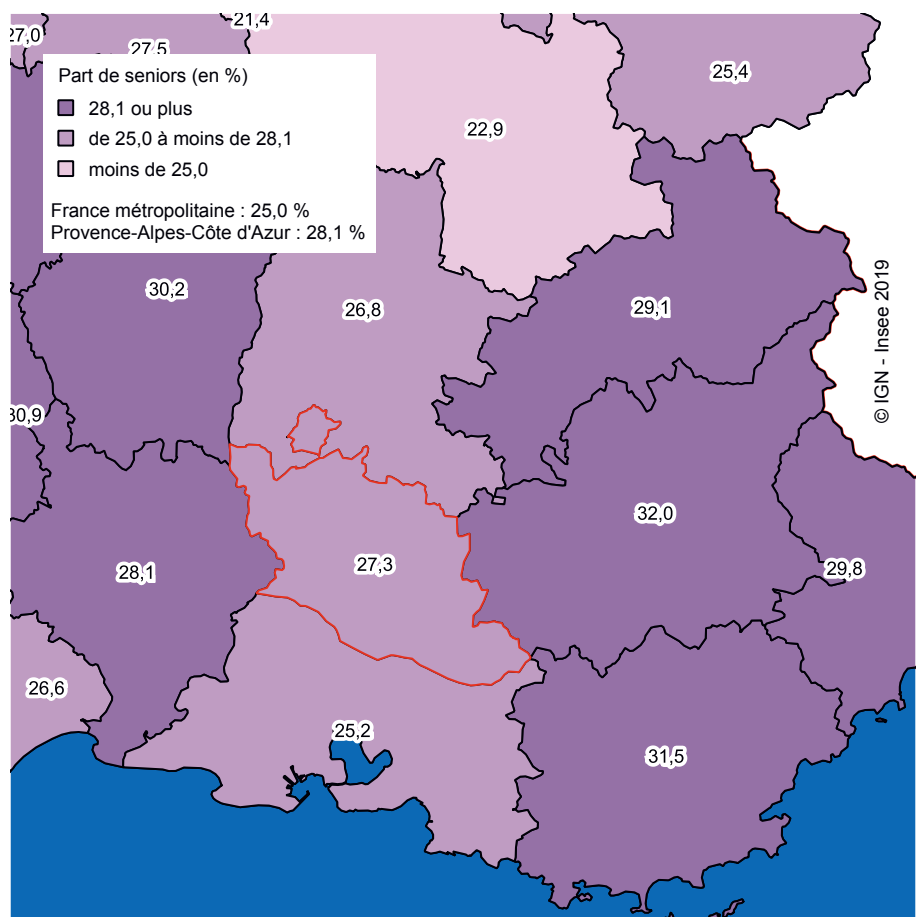 21,4
27,0
27,5
Part de seniors (en %)
28,1 ou plus
de 25,0 à moins de 28,1
moins de 25,0
France métropolitaine : 25,0 %
Provence-Alpes-Côte d'Azur : 28,1 %
25,4
22,9
30,2
26,8
29,1
© IGN - Insee 2019
30,9
32,0
28,1
27,3
29,8
26,6
25,2
31,5